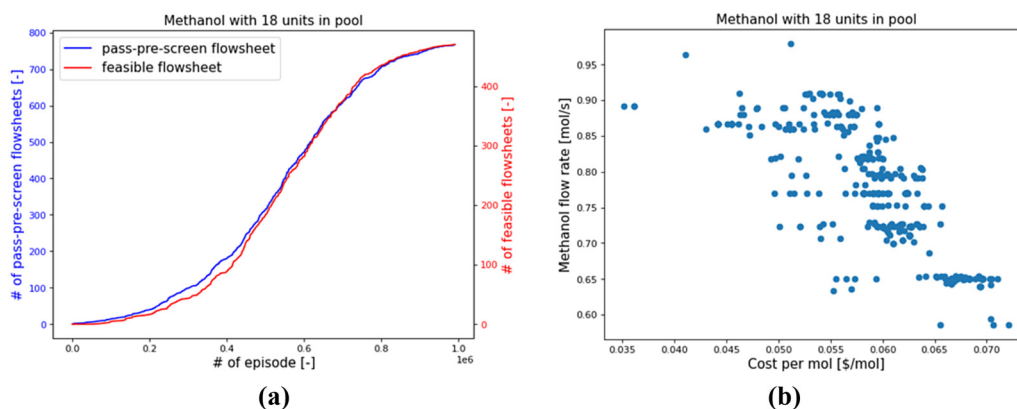 Methanol with 18 units in pool
pass-pre-screen flowsheet
feasible flowsheet
# of pass-pre-screen flowsheets [-]
800
700
600
500
400
300
200
100
0
400
300
200
100
0
# of feasible flowsheets [-]
0.0 0.2 0.4 0.6 0.8 1.0
1e6
# of episode [-]
(a)
Methanol with 18 units in pool
Methanol flow rate [mol/s]
0.95
0.90
0.85
0.80
0.75
0.70
0.65
0.60
0.035 0.040 0.045 0.050 0.055 0.060 0.065 0.070
Cost per mol [$/mol]
(b)